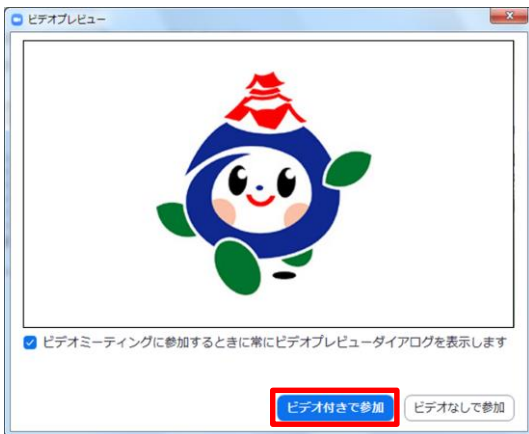 ビデオプレビュー
ビデオミーティングに参加するときに常にビデオプレビューダイアログを表示します
ビデオ付きで参加
ビデオなしで参加